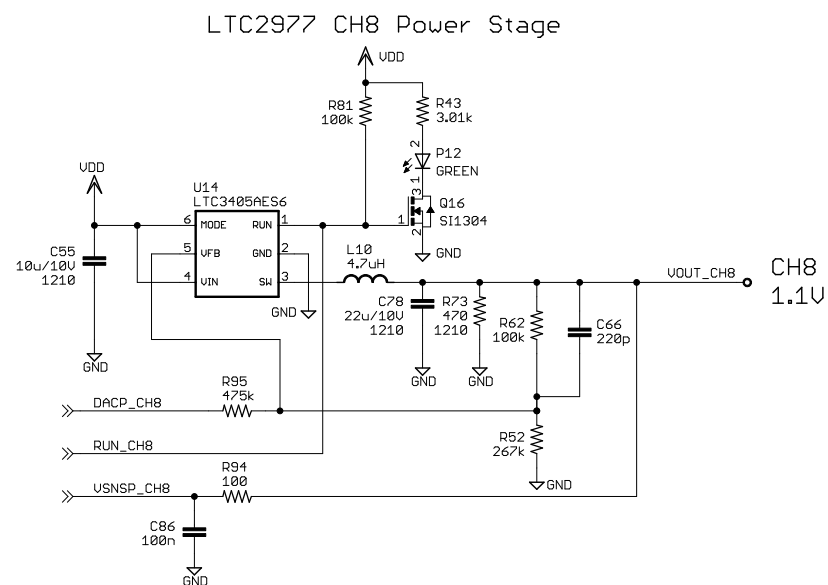 LTC2977 CH8 Power Stage
VDD
R81
100k
R43
3.01k
2
P12
GREEN
1
3
Q16
SI1304
1
2
GND
VDD
U14
LTC3405AES6
6 MODE RUN 1
5 VFB GND 2
4 VIN SW 3
C55
10u/10V
1210
GND
GND
L10
4.7uH
VOUT_CH8
CH8
1.1V
C78
22u/10V
1210
GND
R73
470
1210
GND
R62
100k
C66
220p
R95
475k
DACP_CH8
RUN_CH8
R52
267k
GND
R94
100
VSNSP_CH8
C86
100n
GND